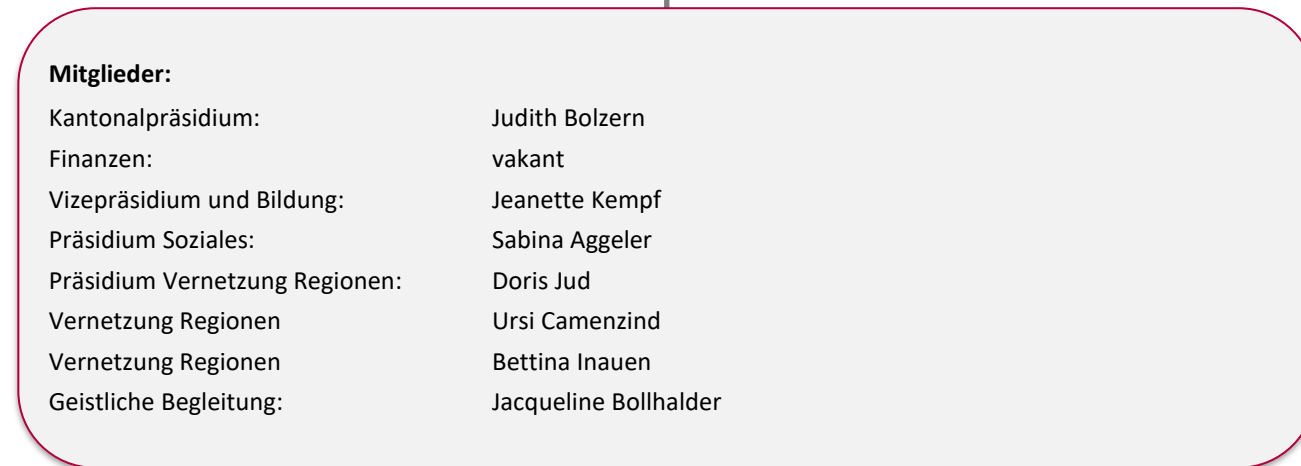 Mitglieder:
Kantonalpräsidium: Judith Bolzern
Finanzen: vakant
Vizepräsidium und Bildung: Jeanette Kempf
Präsidium Soziales: Sabina Aggeler
Präsidium Vernetzung Regionen: Doris Jud
Vernetzung Regionen Ursi Camenzind
Vernetzung Regionen Bettina Inauen
Geistliche Begleitung: Jacqueline Bollhalder